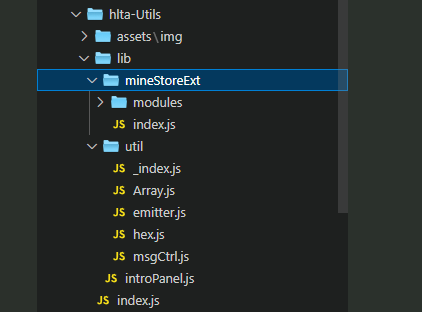 hlta-Utils
assets\img
lib
mineStoreExt
modules
JS index.js
util
JS _index.js
JS Array.js
JS emitter.js
JS hex.js
JS msgCtrl.js
JS introPanel.js
JS index.js